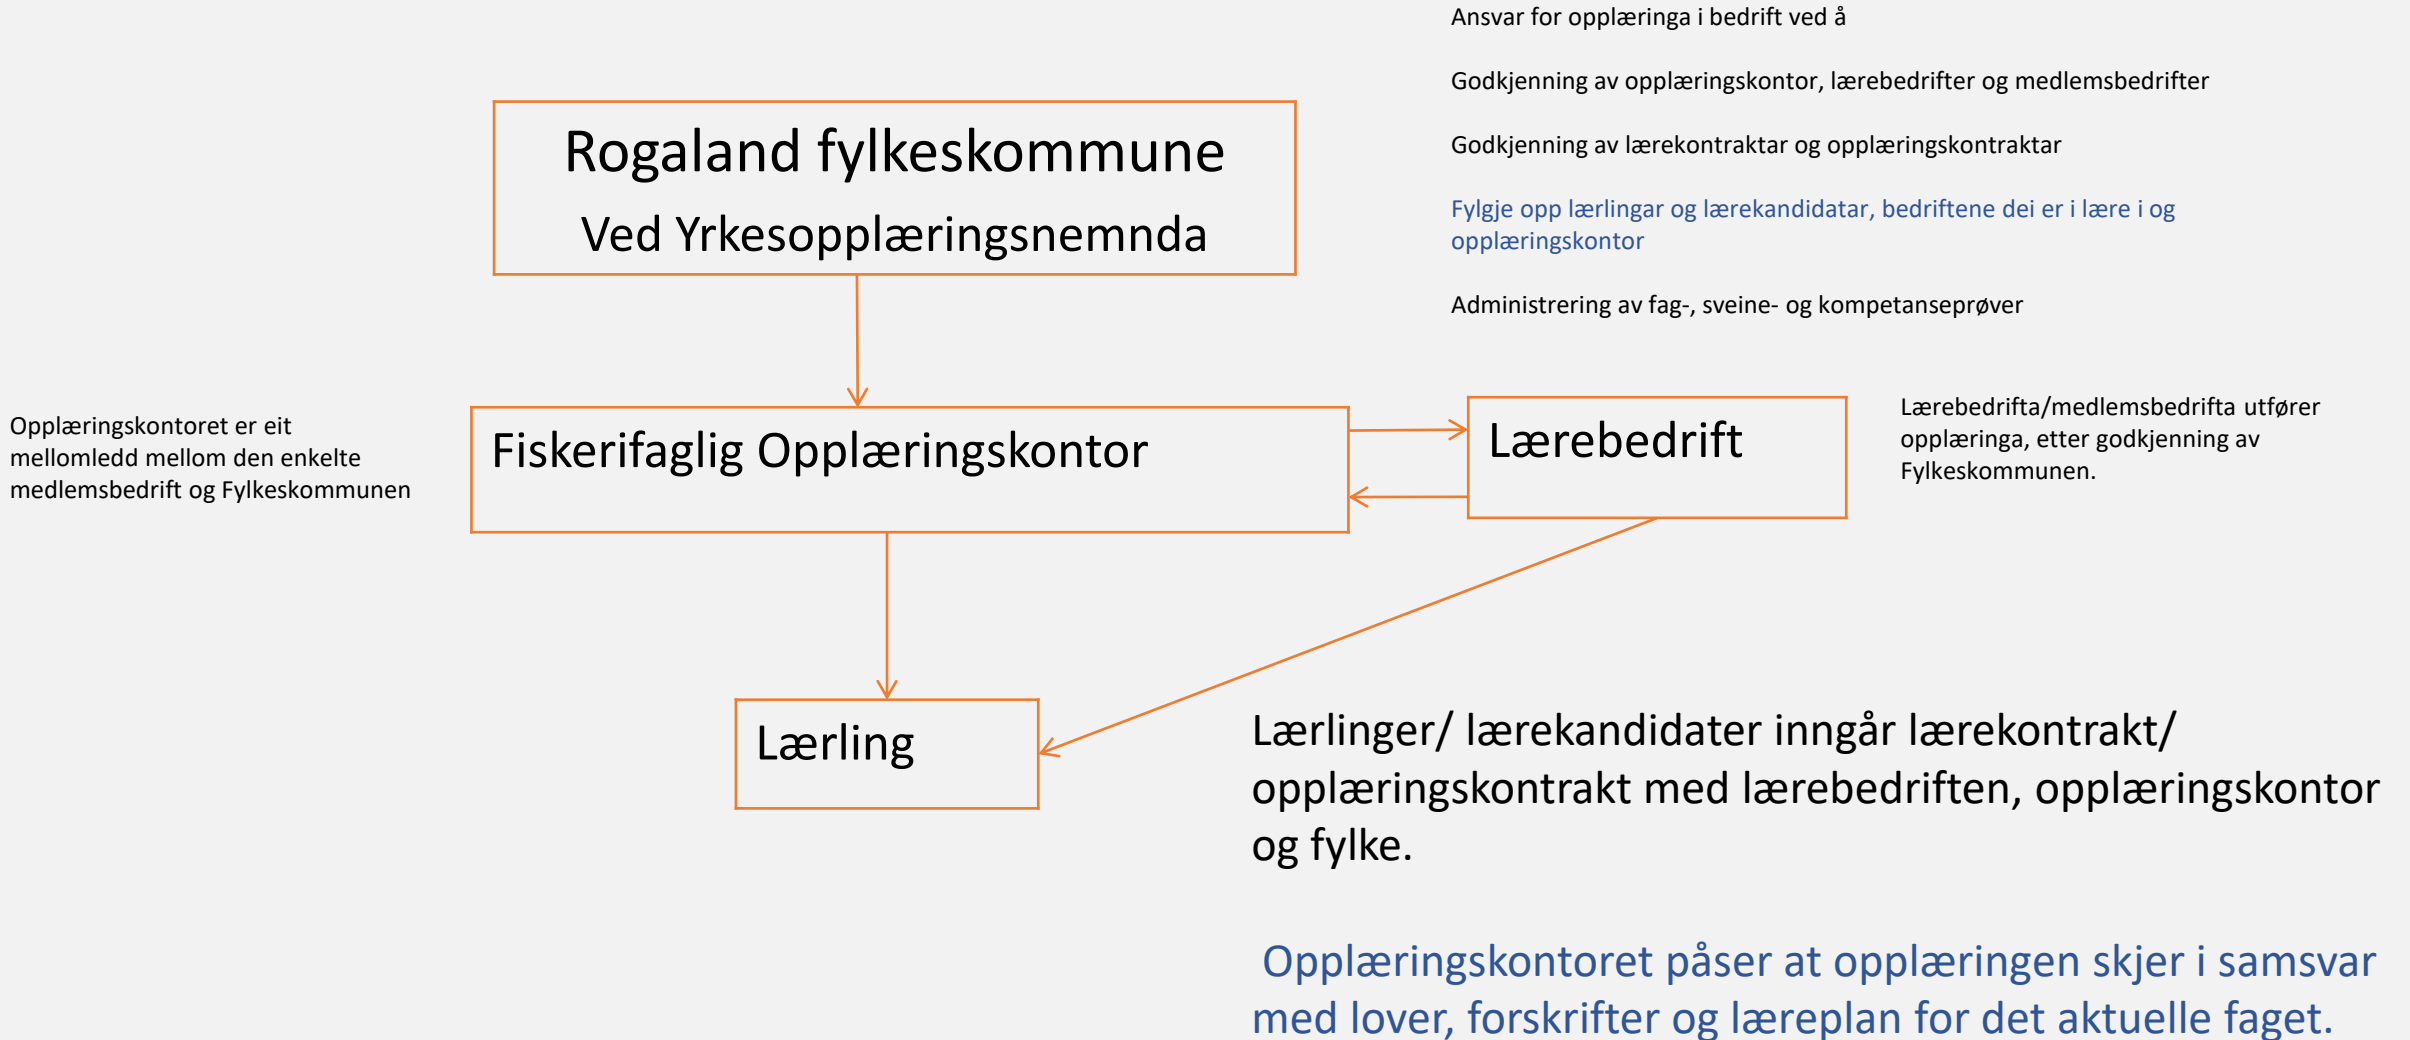 Ansvar for opplæringa i bedrift ved å
Godkjenning av opplæringskontor, lærebedrifter og medlemsbedrifter
Godkjenning av lærekontraktar og opplæringskontraktar
Fylgje opp lærlingar og lærekandidatar, bedriftene dei er i lære i og
opplæringskontor
Administrering av fag-, sveine- og kompetanseprøver
Rogaland fylkeskommune
Ved Yrkesopplæringsnemnda
Opplæringskontoret er eit
mellomledd mellom den enkelte
medlemsbedrift og Fylkeskommunen
Fiskerifaglig Opplæringskontor
Lærebedrift
Lærebedrifta/medlemsbedrifta utfører
opplæringa, etter godkjenning av
Fylkeskommunen.
Lærling
Lærlinger/ lærekandidater inngår lærekontrakt/
opplæringskontrakt med lærebedriften, opplæringskontor
og fylke.
Opplæringskontoret påser at opplæringen skjer i samsvar
med lover, forskrifter og læreplan for det aktuelle faget.